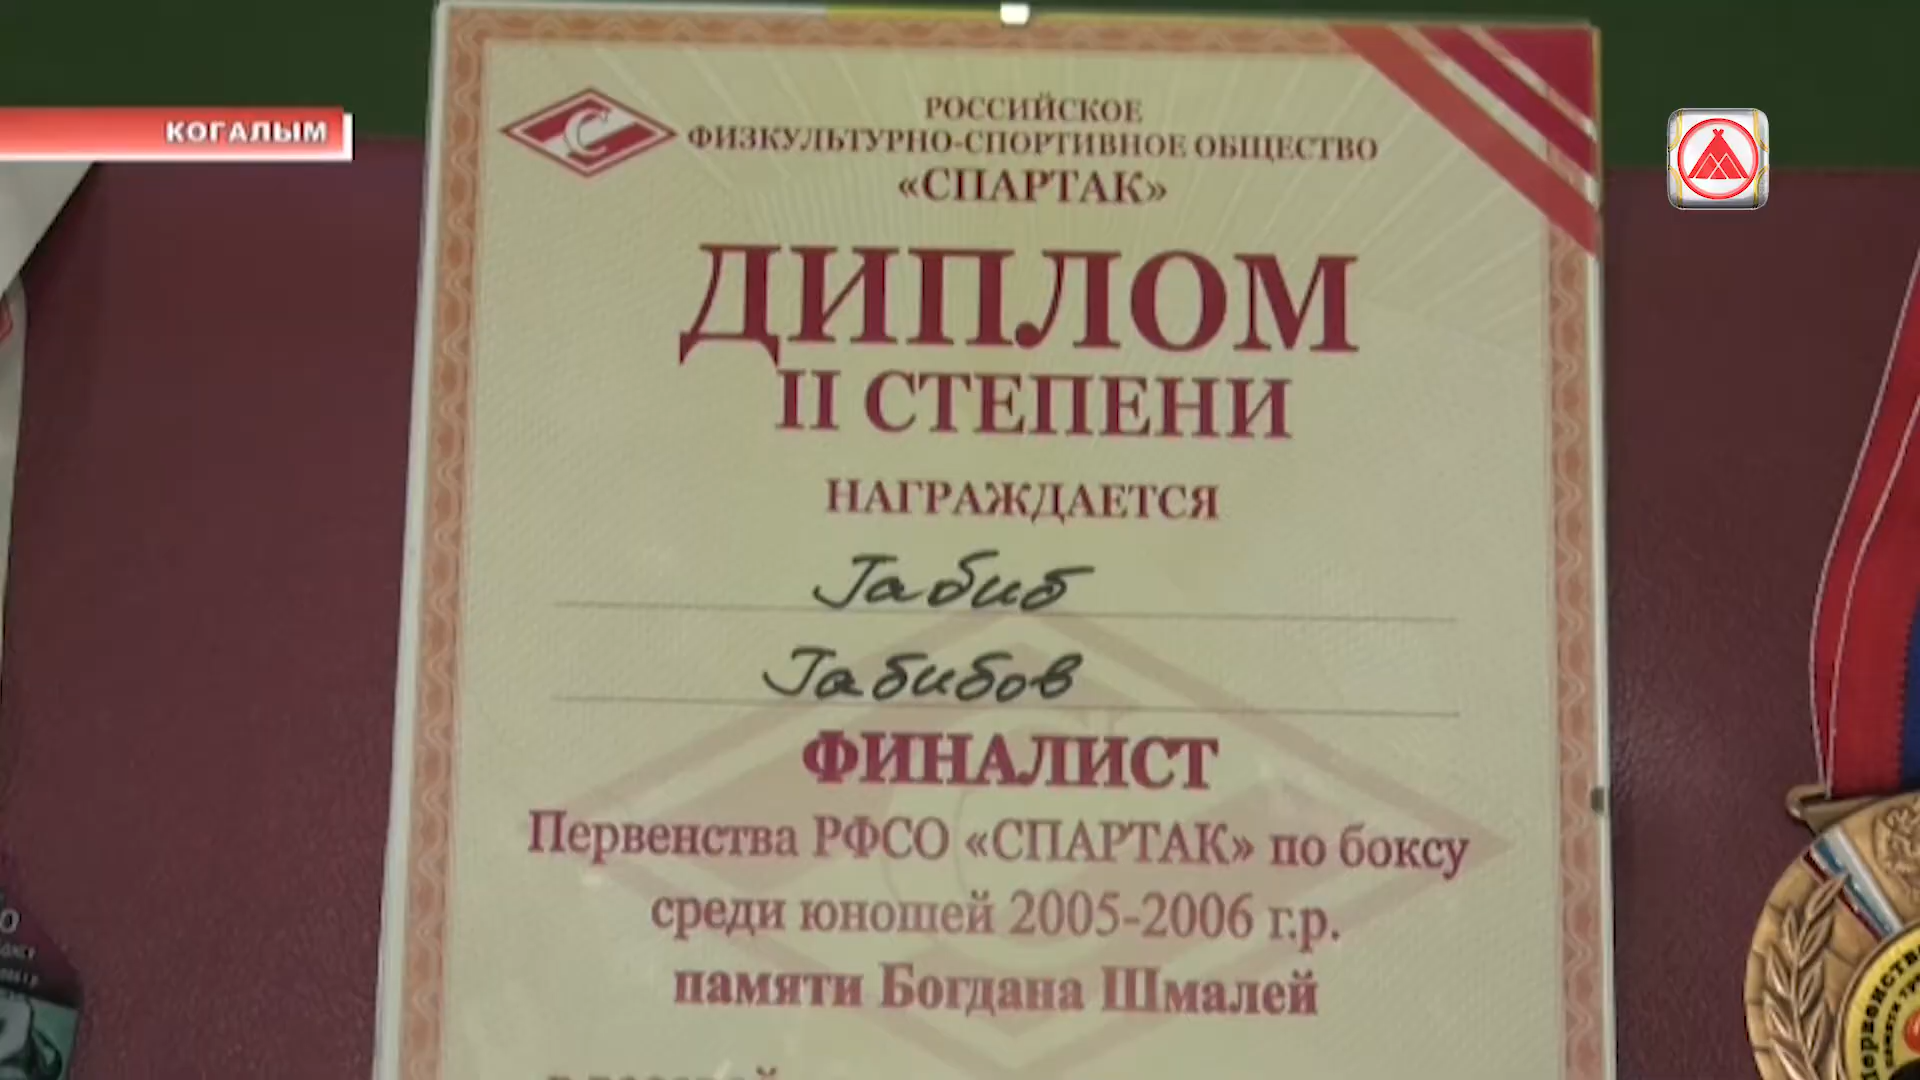 КОГАЛЫМ
РОССИЙСКОЕ
ФИЗКУЛЬТУРНО-СПОРТИВНОЕ ОБЩЕСТВО
«СПАРТАК»
ДИПЛОМ
II СТЕПЕНИ
НАГРАЖДАЕТСЯ
Габиб
Габибов
ФИНАЛИСТ
Первенства РФСО «СПАРТАК» по боксу
среди юношей 2005-2006 г.р.
памяти Богдана Шмалей